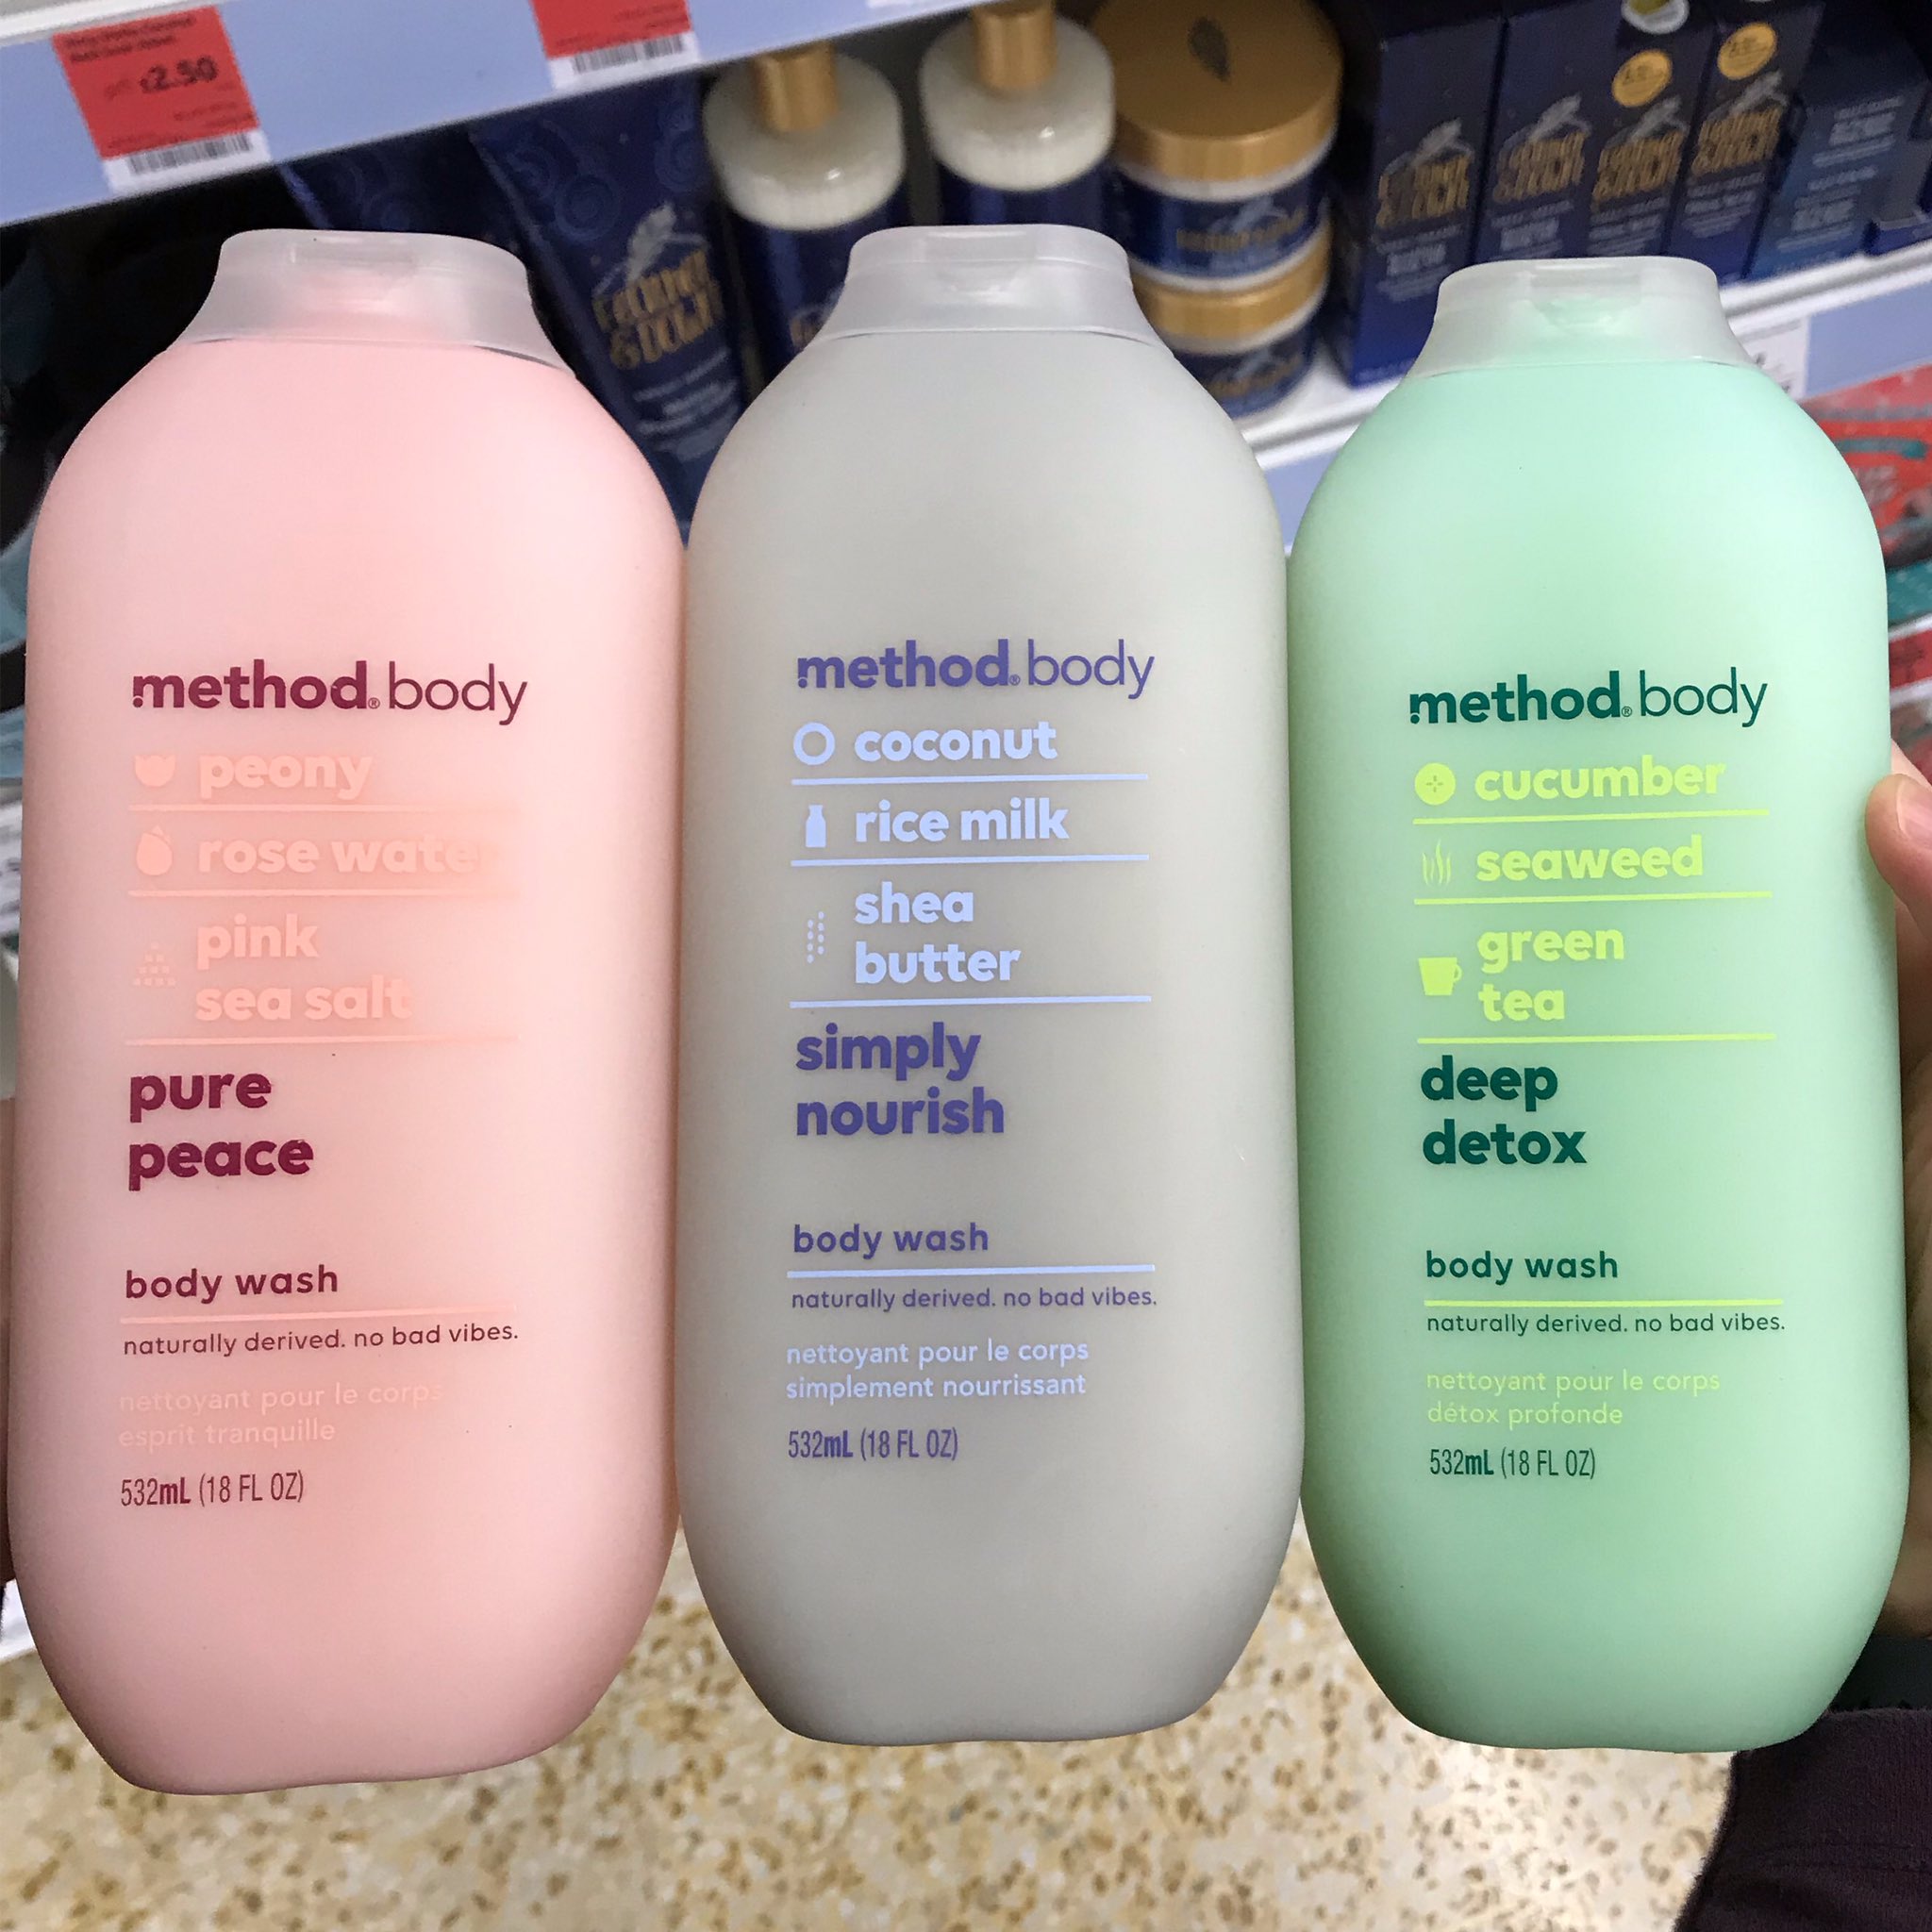 £2.50
method® body
peony
rose water
pink
sea salt
pure
peace
body wash
naturally derived. no bad vibes.
nettoyant pour le corps
esprit tranquille
532mL (18 FL OZ)
method® body
coconut
rice milk
shea
butter
simply
nourish
body wash
naturally derived. no bad vibes.
nettoyant pour le corps
simplement nourrissant
532mL (18 FL OZ)
method® body
cucumber
seaweed
green
tea
deep
detox
body wash
naturally derived. no bad vibes.
nettoyant pour le corps
détox profonde
532mL (18 FL OZ)